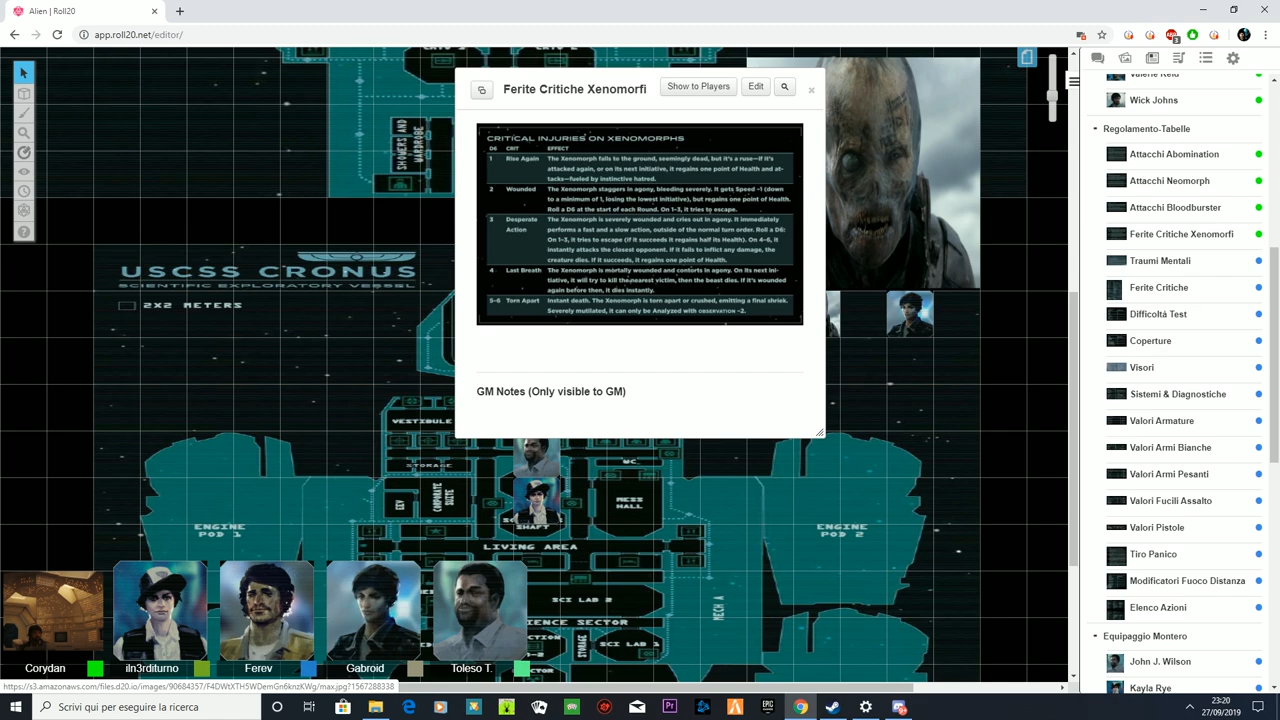 Alien | Roll20
app.roll20.net/editor/
CRYO 1
CRYO 2
Ferite Critiche Xenomorfi
Show to Players
Edit
CRITICAL INJURIES ON XENOMORPHS
D6 CRIT EFFECT
1 Rise Again The Xenomorph falls to the ground, seemingly dead, but it's a ruse—if it's
attacked again, or on its next initiative, it regains one point of Health and at-
tacks—fueled by instinctive hatred.
2 Wounded The Xenomorph staggers in agony, bleeding severely. It gets Speed -1 (down
to a minimum of 1, losing the lowest initiative), but regains one point of Health.
Roll a D6 at the start of each Round. On 1-3, it tries to escape.
3 Desperate The Xenomorph is severely wounded and cries out in agony. It immediately
Action performs a fast and a slow action, outside of the normal turn order. Roll a D6:
On 1-3, it tries to escape (if it succeeds it regains half its Health). On 4-6, it
instantly attacks the closest opponent. If it fails to inflict any damage, the
creature dies. If it succeeds, it regains one point of Health.
4 Last Breath The Xenomorph is mortally wounded and contorts in agony. On its next ini-
tiative, it will try to kill the nearest victim, then the beast dies. If it's wounded
again before then, it dies instantly.
5-6 Torn Apart Instant death. The Xenomorph is torn apart or crushed, emitting a final shriek.
Severely mutilated, it can only be Analyzed with OBSERVATION -2.
GM Notes (Only visible to GM)
SHOWERS AND
WARDROBE
USCSS CRONUS
SCIENTIFIC EXPLORATORY VESSEL
2X2 METERS
VESTIBULE
STORAGE
WC
CORPORATE
SUITE
MESS
HALL
SHAFT
ENGINE
POD 1
ENGINE
POD 2
LIVING AREA
SCI LAB 2
SCIENCE SECTOR
STORAGE
SCI LAB 1
MECH A
Corydan
iln3rditurno
Ferev
Gabroid
Toleso T.
Valerie Reid
Wick Johns
Regolamento-Tabelle
Attacchi Abomination
Attacchi Neomorph
Attacchi Bloodburster
Ferite Critiche Xenomorfi
Traumi Mentali
Ferite Critiche
Difficoltà Test
Coperture
Visori
Sistemi & Diagnostiche
Valori Armature
Valori Armi Bianche
Valori Armi Pesanti
Valori Fucili Assalto
Valori Pistole
Tiro Panico
Modificatori Fuoco Distanza
Elenco Azioni
Equipaggio Montero
John J. Wilson
Kayla Rye
https://s3.amazonaws.com/files.d20.io/images/90684357/F4DWtXTH5WDemGn6knzKWg/max.jpg?1567288338
Scrivi qui per eseguire la ricerca
Pr
EPIC
23:20
27/09/2019